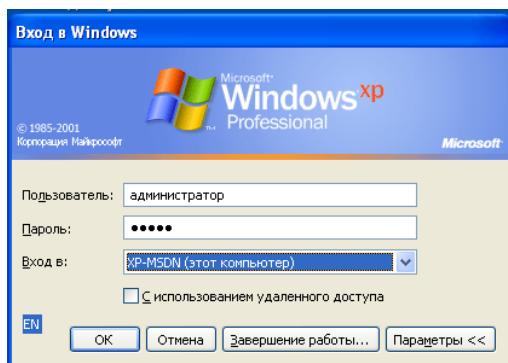 Вход в Windows
Microsoft®
Windows xp
Professional
© 1985-2001
Корпорация Майкрософт
Microsoft
Пользователь: администратор
Пароль: •••••
Вход в: XP-MSDN (этот компьютер)
С использованием удаленного доступа
EN
ОК Отмена Завершение работы... Параметры <<